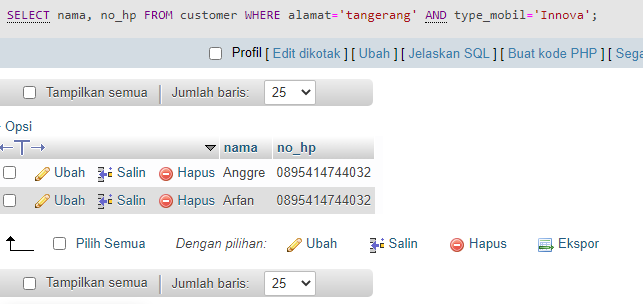 SELECT nama, no_hp FROM customer WHERE alamat='tangerang' AND type_mobil='Innova';
Profil [ Edit dikotak ] [ Ubah ] [ Jelaskan SQL ] [ Buat kode PHP ] [ Sega
Tampilkan semua Jumlah baris: 25
Opsi
nama no_hp
Ubah Salin Hapus Anggre 0895414744032
Ubah Salin Hapus Arfan 0895414744032
Pilih Semua Dengan pilihan: Ubah Salin Hapus Ekspor
Tampilkan semua Jumlah baris: 25